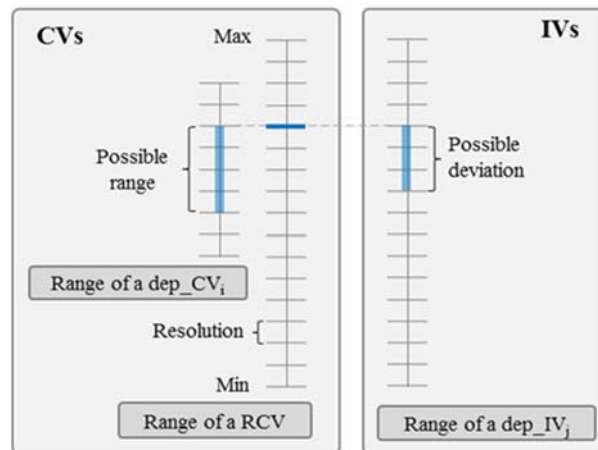 CVs
Max
Possible
range
Range of a dep_CVi
Resolution
Min
Range of a RCV
IVs
Possible
deviation
Range of a dep_IVj